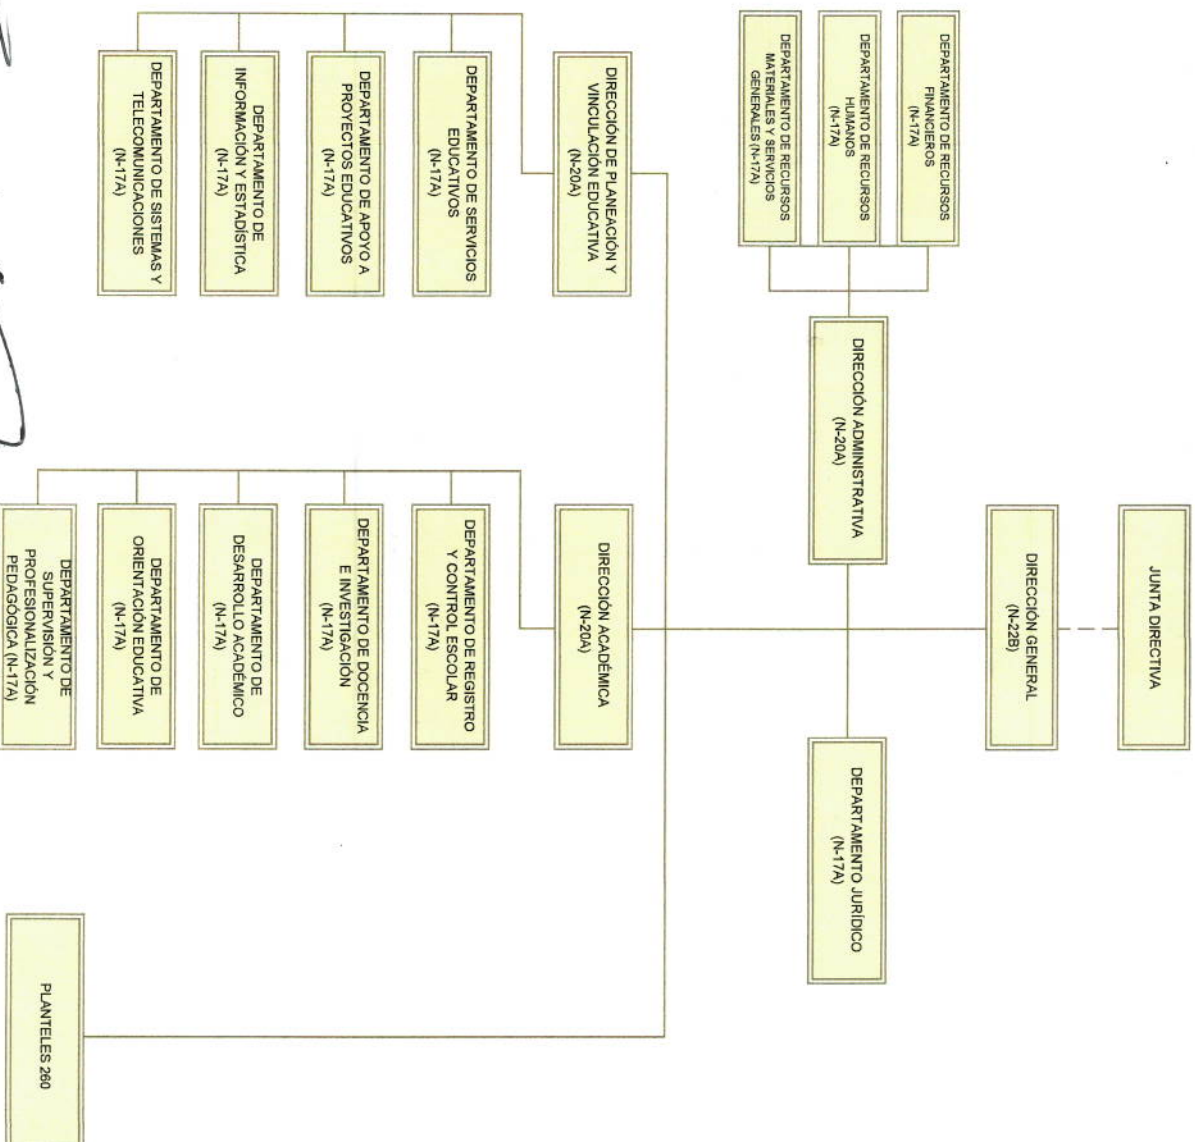 JUNTA DIRECTIVA
DIRECCIÓN GENERAL
(N-22B)
DIRECCIÓN ADMINISTRATIVA
(N-20A)
DEPARTAMENTO JURÍDICO
(N-17A)
DEPARTAMENTO DE RECURSOS
FINANCIEROS
(N-17A)
DEPARTAMENTO DE RECURSOS
HUMANOS
(N-17A)
DEPARTAMENTO DE RECURSOS
MATERIALES Y SERVICIOS
GENERALES (N-17A)
DIRECCIÓN DE PLANEACIÓN Y
VINCULACIÓN EDUCATIVA
(N-20A)
DEPARTAMENTO DE SERVICIOS
EDUCATIVOS
(N-17A)
DEPARTAMENTO DE APOYO A
PROYECTOS EDUCATIVOS
(N-17A)
DEPARTAMENTO DE
INFORMACIÓN Y ESTADÍSTICA
(N-17A)
DEPARTAMENTO DE SISTEMAS Y
TELECOMUNICACIONES
(N-17A)
DIRECCIÓN ACADÉMICA
(N-20A)
DEPARTAMENTO DE REGISTRO
Y CONTROL ESCOLAR
(N-17A)
DEPARTAMENTO DE DOCENCIA
E INVESTIGACIÓN
(N-17A)
DEPARTAMENTO DE
DESARROLLO ACADÉMICO
(N-17A)
DEPARTAMENTO DE
ORIENTACIÓN EDUCATIVA
(N-17A)
DEPARTAMENTO DE
SUPERVISIÓN Y
PROFESIONALIZACIÓN
PEDAGÓGICA (N-17A)
PLANTELES 260